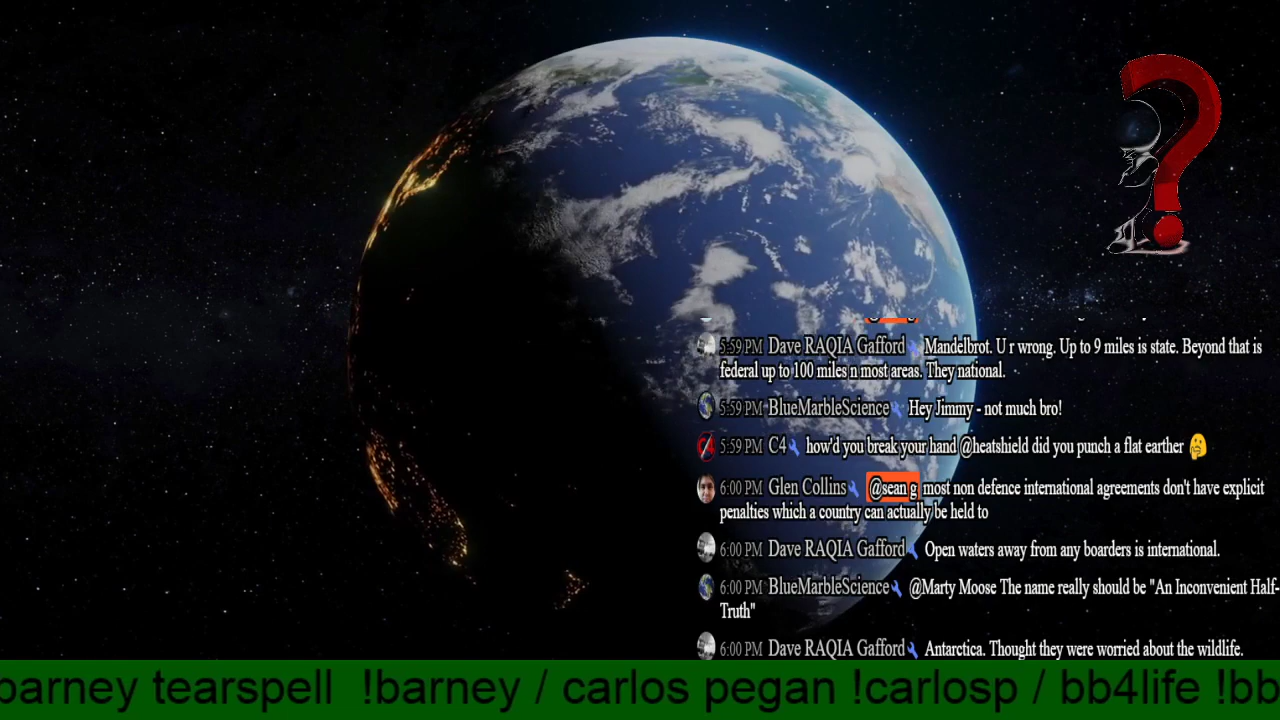 5:59 PM Dave RAQIA Gafford Mandelbrot. U r wrong. Up to 9 miles is state. Beyond that is
federal up to 100 miles n most areas. They national.
5:59 PM BlueMarbleScience Hey Jimmy - not much bro!
5:59 PM C4 how'd you break your hand @heatshield did you punch a flat earther 🤔
6:00 PM Glen Collins @sean g most non defence international agreements don't have explicit
penalties which a country can actually be held to
6:00 PM Dave RAQIA Gafford Open waters away from any boarders is international.
6:00 PM BlueMarbleScience @Marty Moose The name really should be "An Inconvenient Half-
Truth"
6:00 PM Dave RAQIA Gafford Antarctica. Thought they were worried about the wildlife.
barney tearspell !barney / carlos pegan !carlosp / bb4life !bb